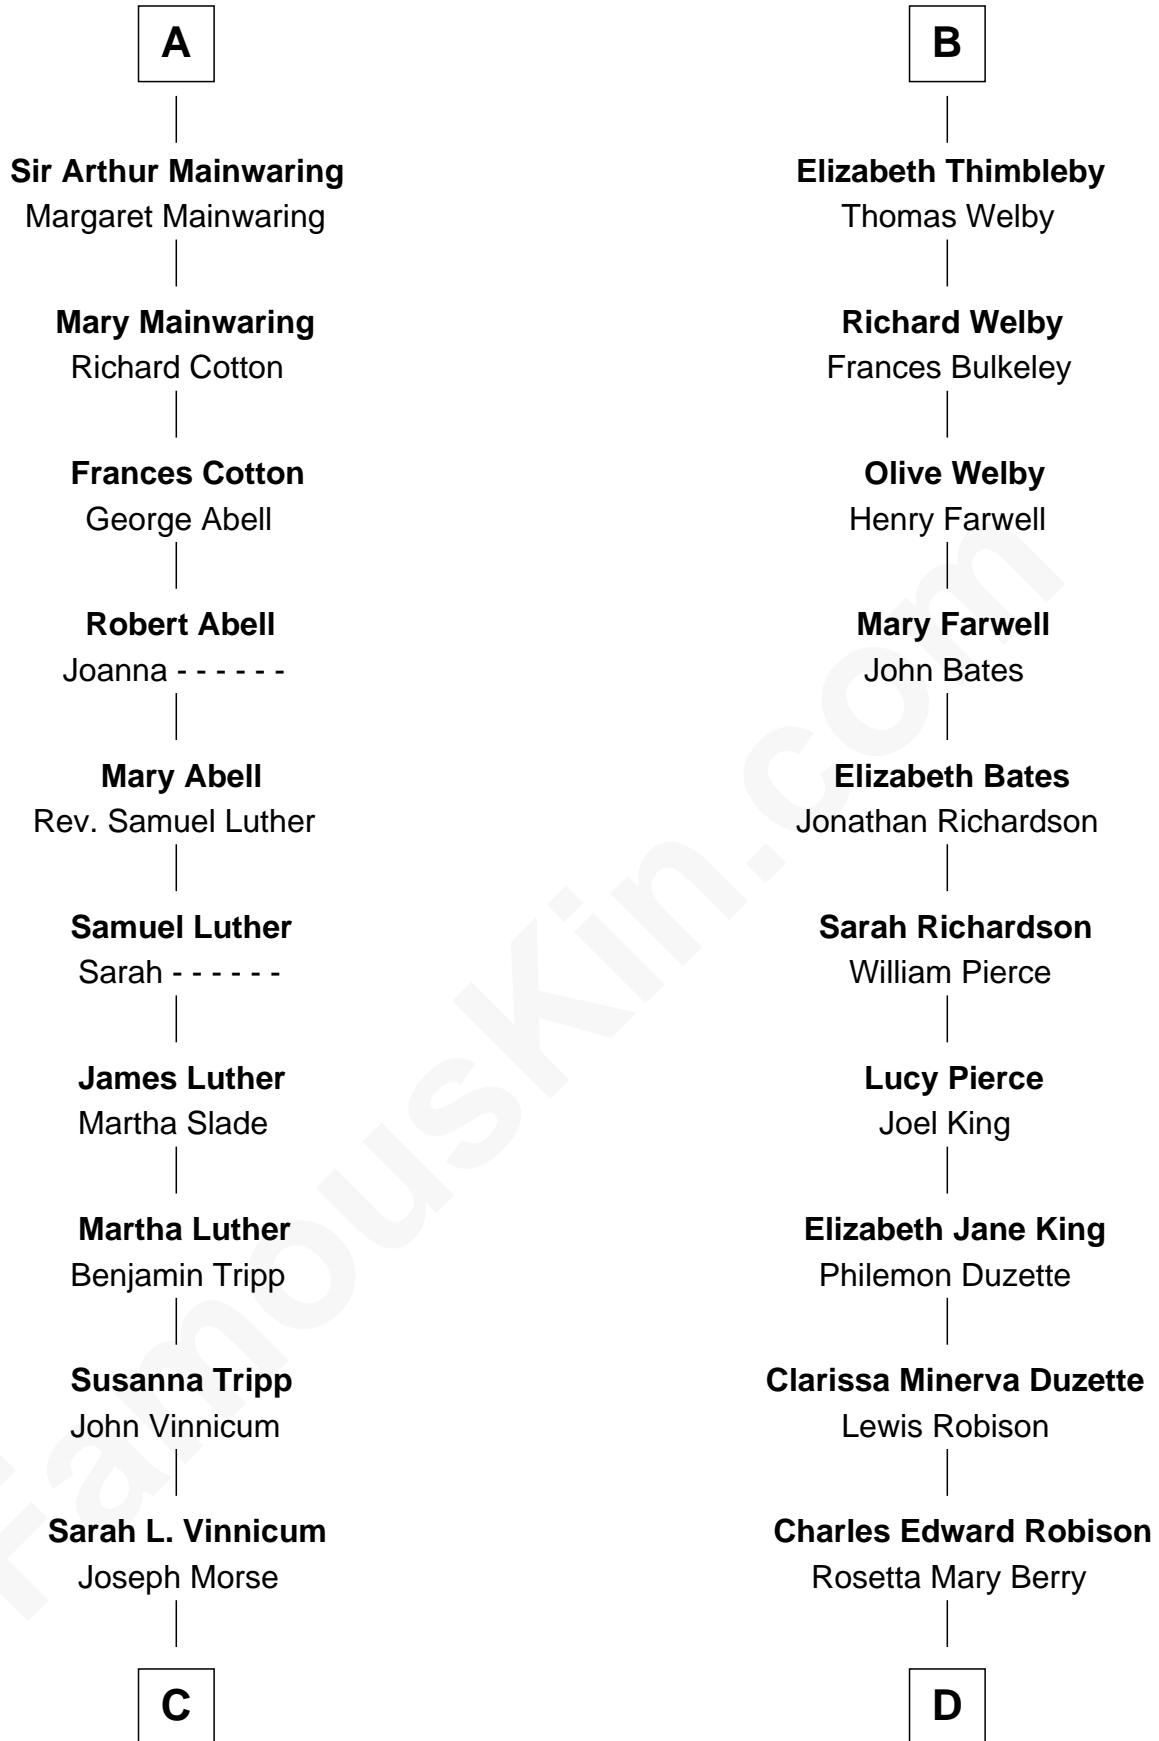 A
Sir Arthur Mainwaring
Margaret Mainwaring
Mary Mainwaring
Richard Cotton
Frances Cotton
George Abell
Robert Abell
Joanna - - - - - -
Mary Abell
Rev. Samuel Luther
Samuel Luther
Sarah - - - - - -
James Luther
Martha Slade
Martha Luther
Benjamin Tripp
Susanna Tripp
John Vinnicum
Sarah L. Vinnicum
Joseph Morse
C
B
Elizabeth Thimbleby
Thomas Welby
Richard Welby
Frances Bulkeley
Olive Welby
Henry Farwell
Mary Farwell
John Bates
Elizabeth Bates
Jonathan Richardson
Sarah Richardson
William Pierce
Lucy Pierce
Joel King
Elizabeth Jane King
Philemon Duzette
Clarissa Minerva Duzette
Lewis Robison
Charles Edward Robison
Rosetta Mary Berry
D
FamousKin.com